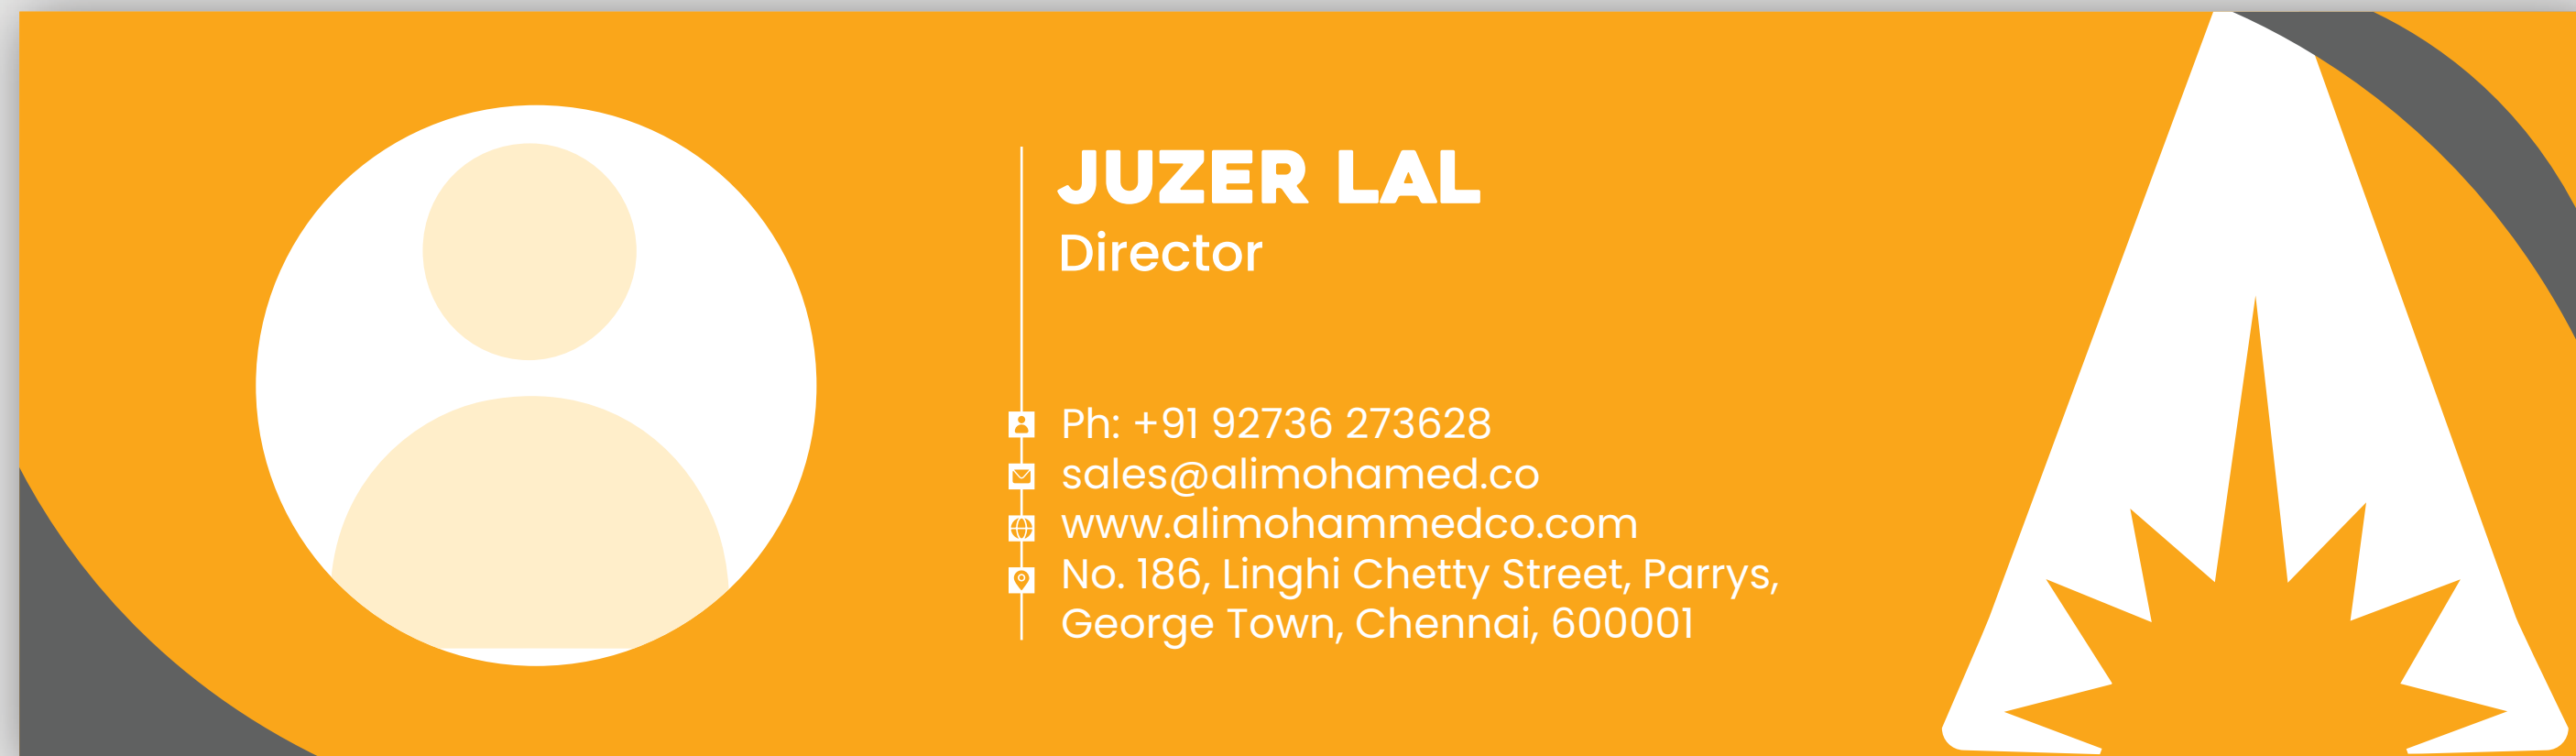 JUZER LAL
Director
Ph: +91 92736 273628
sales@alimohamed.co
www.alimohammedco.com
No. 186, Linghi Chetty Street, Parrys,
George Town, Chennai, 600001